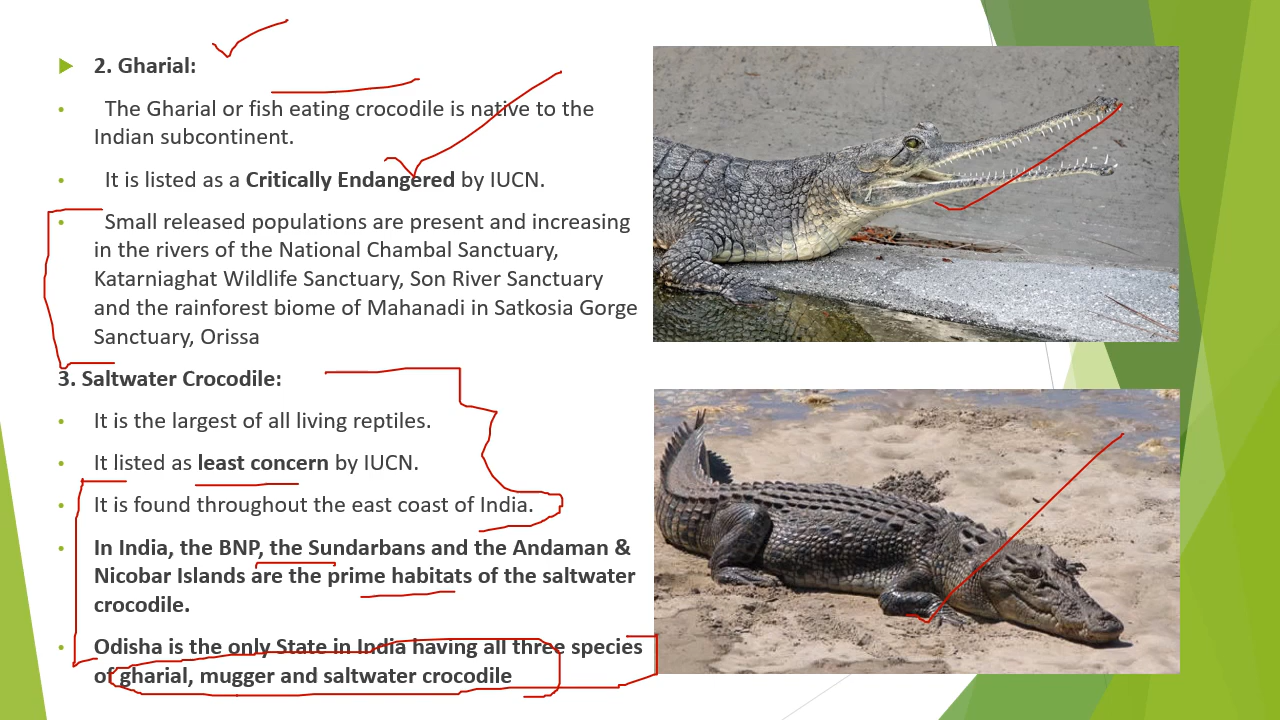 2. Gharial:
The Gharial or fish eating crocodile is native to the
Indian subcontinent.
It is listed as a Critically Endangered by IUCN.
Small released populations are present and increasing
in the rivers of the National Chambal Sanctuary,
Katarniaghat Wildlife Sanctuary, Son River Sanctuary
and the rainforest biome of Mahanadi in Satkosia Gorge
Sanctuary, Orissa
3. Saltwater Crocodile:
It is the largest of all living reptiles.
It listed as least concern by IUCN.
It is found throughout the east coast of India.
In India, the BNP, the Sundarbans and the Andaman &
Nicobar Islands are the prime habitats of the saltwater
crocodile.
Odisha is the only State in India having all three species
of gharial, mugger and saltwater crocodile